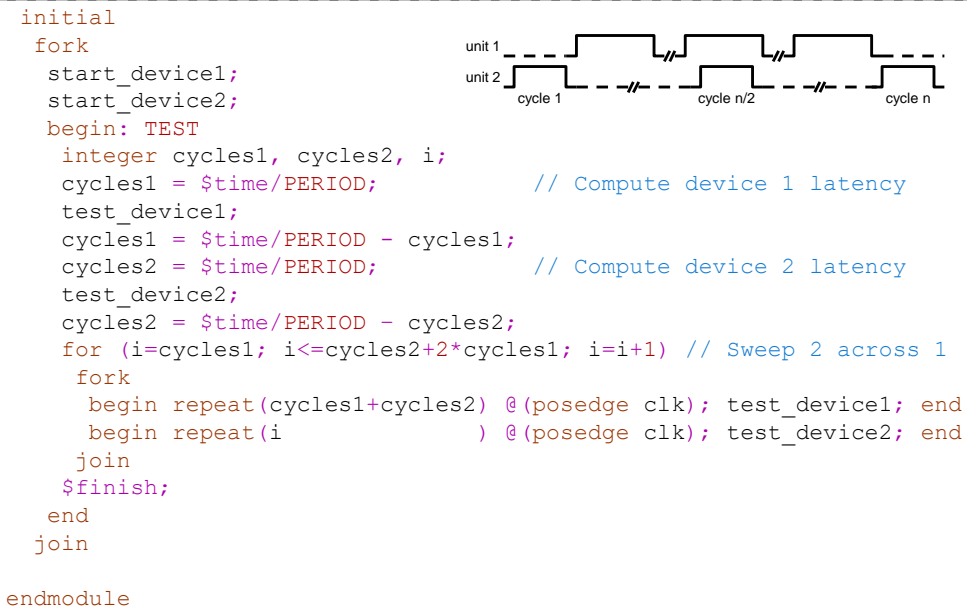 initial
fork
start_device1;
start_device2;
begin: TEST
integer cycles1, cycles2, i;
cycles1 = $time/PERIOD; // Compute device 1 latency
test_device1;
cycles1 = $time/PERIOD - cycles1;
cycles2 = $time/PERIOD; // Compute device 2 latency
test_device2;
cycles2 = $time/PERIOD – cycles2;
for (i=cycles1; i<=cycles2+2*cycles1; i=i+1) // Sweep 2 across 1
fork
begin repeat(cycles1+cycles2) @(posedge clk); test_device1; end
begin repeat(i ) @(posedge clk); test_device2; end
join
$finish;
end
join
endmodule
unit 1
unit 2
cycle 1 cycle n/2 cycle n